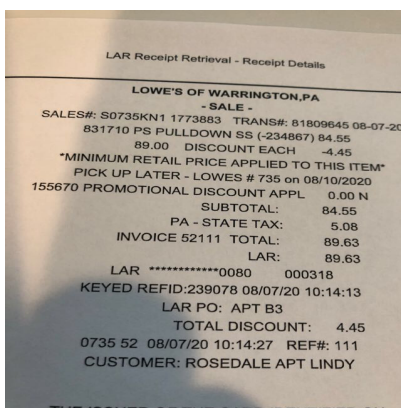 LAR Receipt Retrieval - Receipt Details
LOWE'S OF WARRINGTON,PA
- SALE -
SALES#: S0735KN1 1773883 TRANS#: 81809645 08-07-20
831710 PS PULLDOWN SS (-234867) 84.55
89.00 DISCOUNT EACH -4.45
*MINIMUM RETAIL PRICE APPLIED TO THIS ITEM*
PICK UP LATER - LOWES # 735 on 08/10/2020
155670 PROMOTIONAL DISCOUNT APPL 0.00 N
SUBTOTAL: 84.55
PA - STATE TAX: 5.08
INVOICE 52111 TOTAL: 89.63
LAR: 89.63
LAR ************0080 000318
KEYED REFID:239078 08/07/20 10:14:13
LAR PO: APT B3
TOTAL DISCOUNT: 4.45
0735 52 08/07/20 10:14:27 REF#: 111
CUSTOMER: ROSEDALE APT LINDY